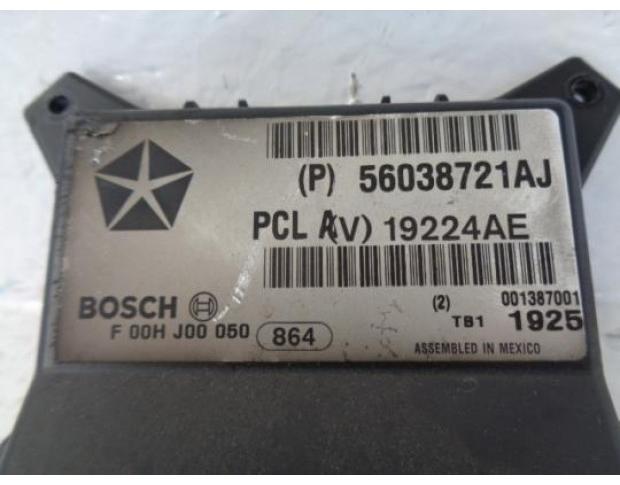 (P) 56038721AJ
PCL A(V) 19224AE
BOSCH
(2) 001387001
F 00H J00 050 864
TB1 1925
ASSEMBLED IN MEXICO